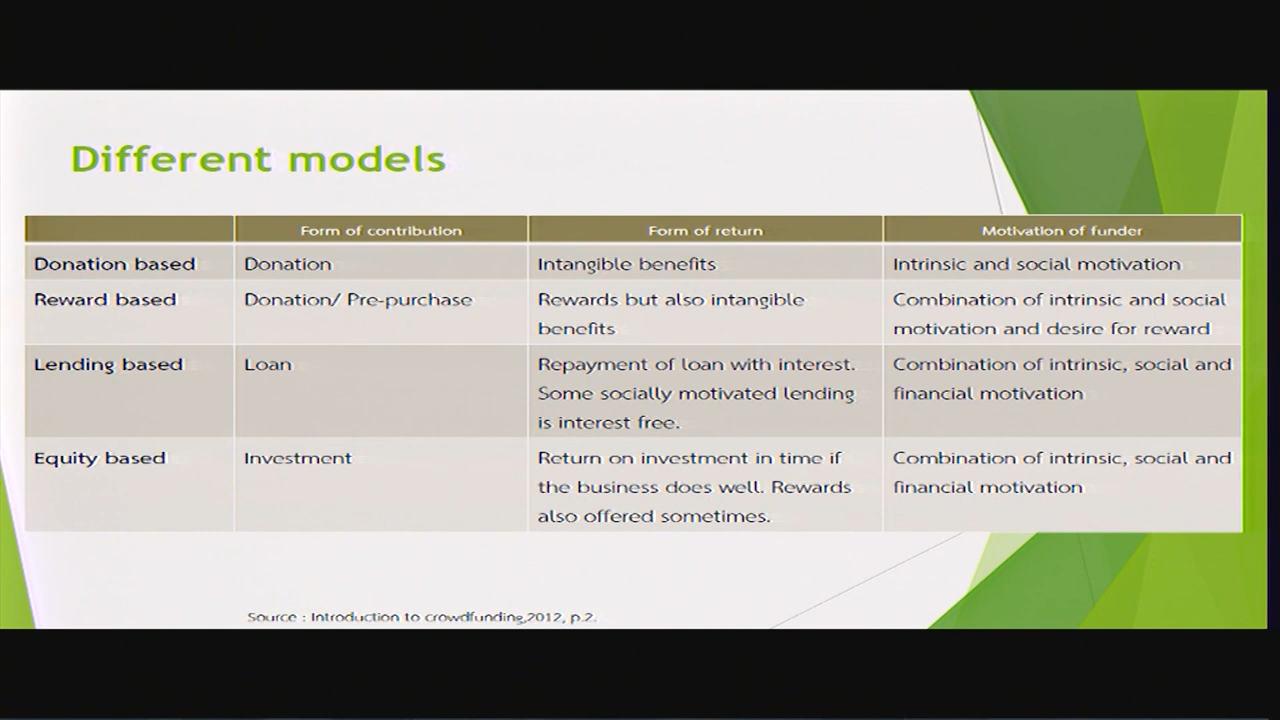 Different models
Form of contribution Form of return Motivation of funder
Donation based Donation Intangible benefits Intrinsic and social motivation
Reward based Donation/ Pre-purchase Rewards but also intangible Combination of intrinsic and social
benefits motivation and desire for reward
Lending based Loan Repayment of loan with interest. Combination of intrinsic, social and
Some socially motivated lending financial motivation
is interest free.
Equity based Investment Return on investment in time if Combination of intrinsic, social and
the business does well. Rewards financial motivation
also offered sometimes.
Source : Introduction to crowdfunding,2012, p.2.